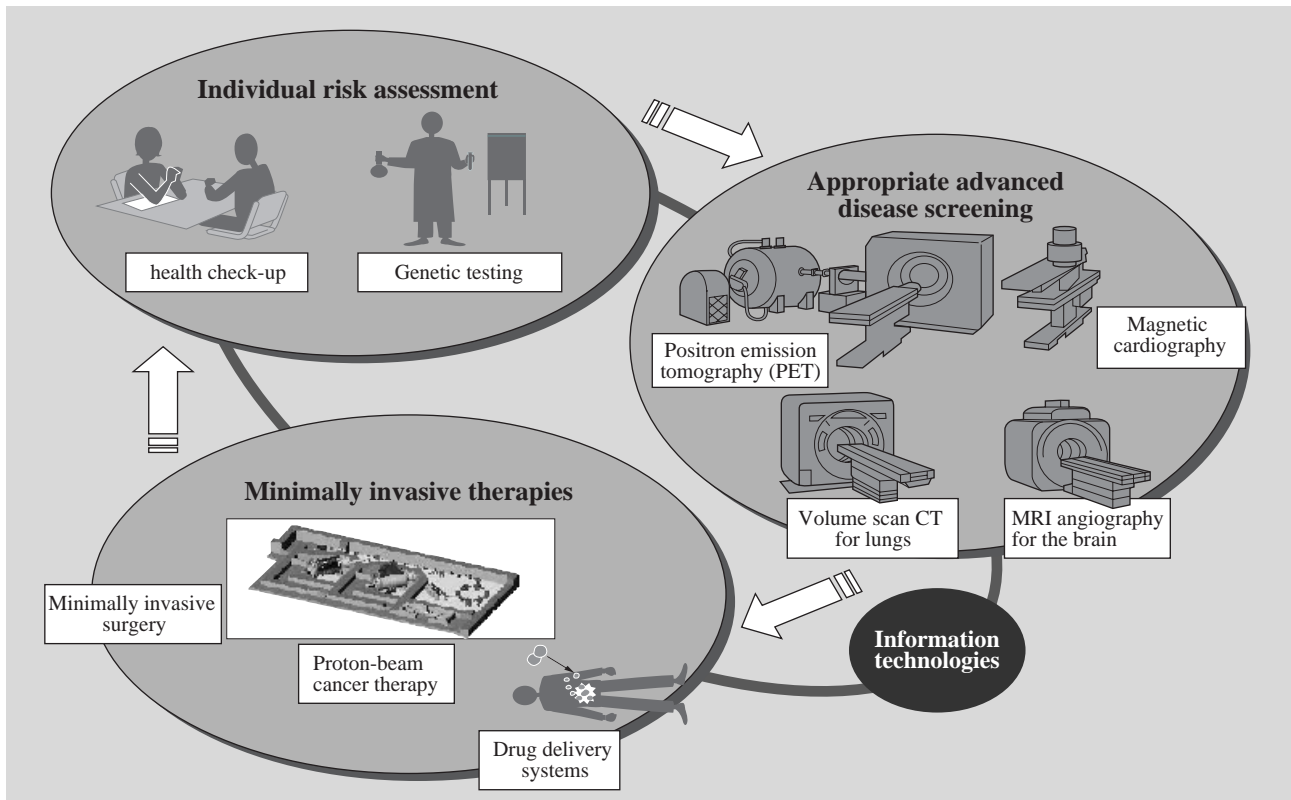 Individual risk assessment
health check-up
Genetic testing
Appropriate advanced
disease screening
Positron emission
tomography (PET)
Magnetic
cardiography
Volume scan CT
for lungs
MRI angiography
for the brain
Minimally invasive therapies
Minimally invasive
surgery
Proton-beam
cancer therapy
Drug delivery
systems
Information
technologies